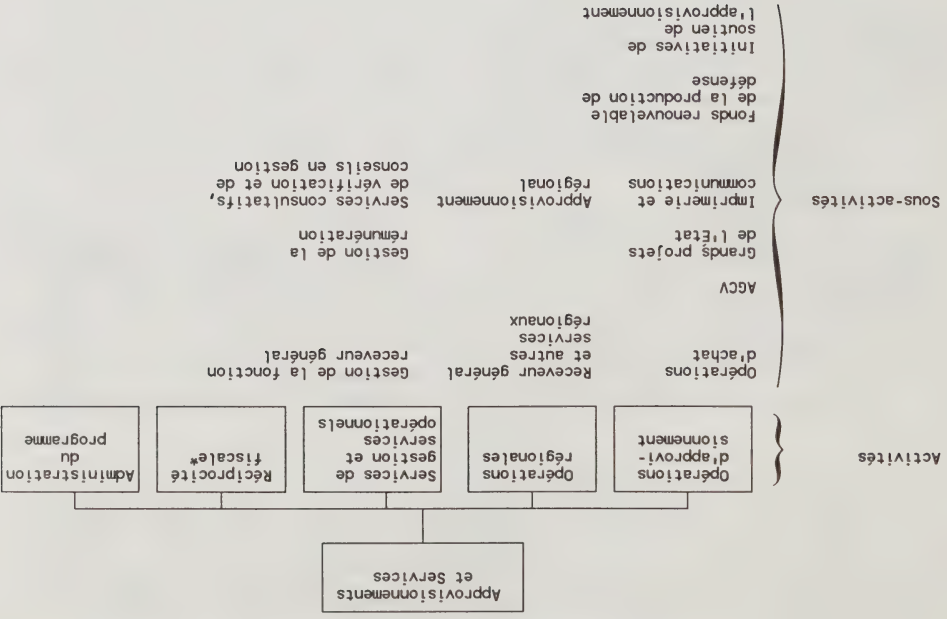 Approvisionnements
et Services
Activités
Opérations
d'approvi-
sionnement
Opérations
régionales
Services de
gestion et
services
opérationnels
Réciprocité
fiscale*
Administration
du
programme
Sous-activités
Opérations
d'achat
AGCV
Grands projets
de l'État
Imprimerie et
communications
Fonds renouvelable
de la production de
défense
Initiatives de
soutien de
l'approvisionnement
Receveur général
et autres
services
régionaux
Approvisionnement
régional
Gestion de la fonction
receveur général
Gestion de la
rémunération
Services consultatifs,
de vérification et de
conseils en gestion